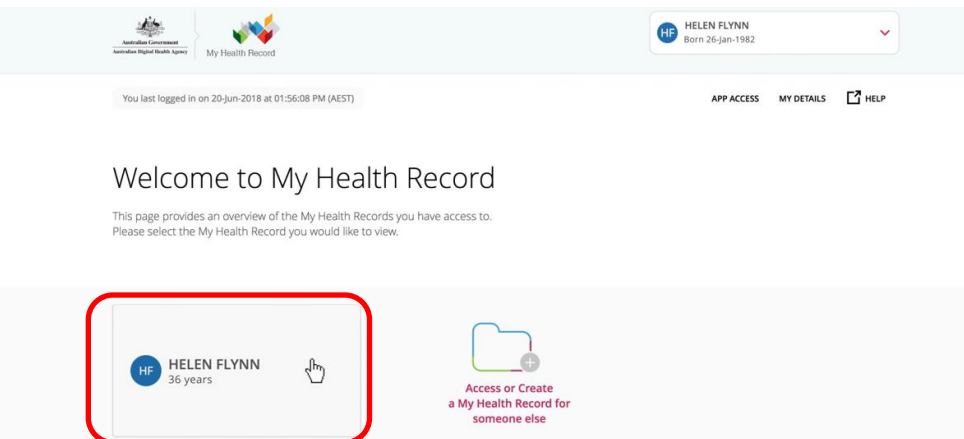 Australian Government
Australian Digital Health Agency
My Health Record
HF
HELEN FLYNN
Born 26-Jan-1982
You last logged in on 20-Jun-2018 at 01:56:08 PM (AEST)
APP ACCESS MY DETAILS HELP
Welcome to My Health Record
This page provides an overview of the My Health Records you have access to.
Please select the My Health Record you would like to view.
HF
HELEN FLYNN
36 years
Access or Create
a My Health Record for
someone else